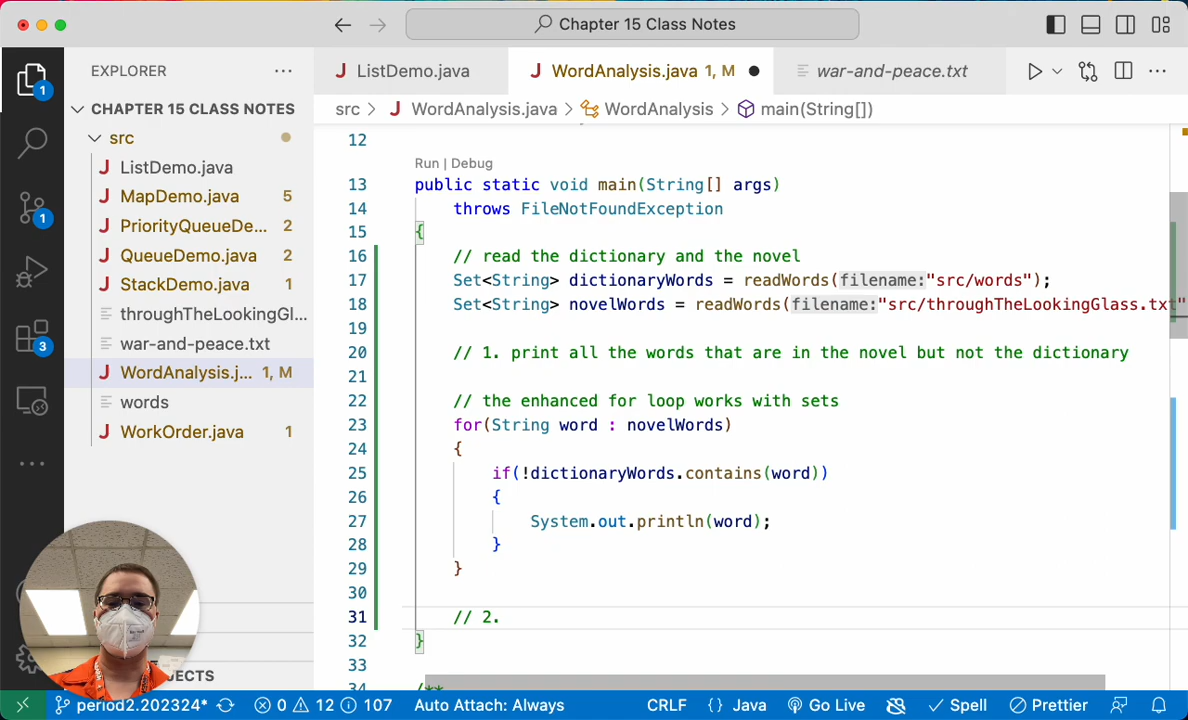 Chapter 15 Class Notes
EXPLORER
ListDemo.java
WordAnalysis.java 1, M
war-and-peace.txt
src > WordAnalysis.java > WordAnalysis > main(String[])
CHAPTER 15 CLASS NOTES
src
ListDemo.java
MapDemo.java 5
PriorityQueueDe... 2
QueueDemo.java 2
StackDemo.java 1
throughTheLookingGl...
war-and-peace.txt
WordAnalysis.j... 1, M
words
WorkOrder.java 1
1
1
3
12
Run | Debug
13 public static void main(String[] args)
14 throws FileNotFoundException
15 {
16 // read the dictionary and the novel
17 Set<String> dictionaryWords = readWords(filename:"src/words");
18 Set<String> novelWords = readWords(filename:"src/throughTheLookingGlass.txt"
19
20 // 1. print all the words that are in the novel but not the dictionary
21
22 // the enhanced for loop works with sets
23 for(String word : novelWords)
24 {
25 if(!dictionaryWords.contains(word))
26 {
27 System.out.println(word);
28 }
29 }
30
31 // 2.
32 }
33
34 /**
period2.202324* 0 12 107 Auto Attach: Always CRLF {} Java Go Live Spell Prettier